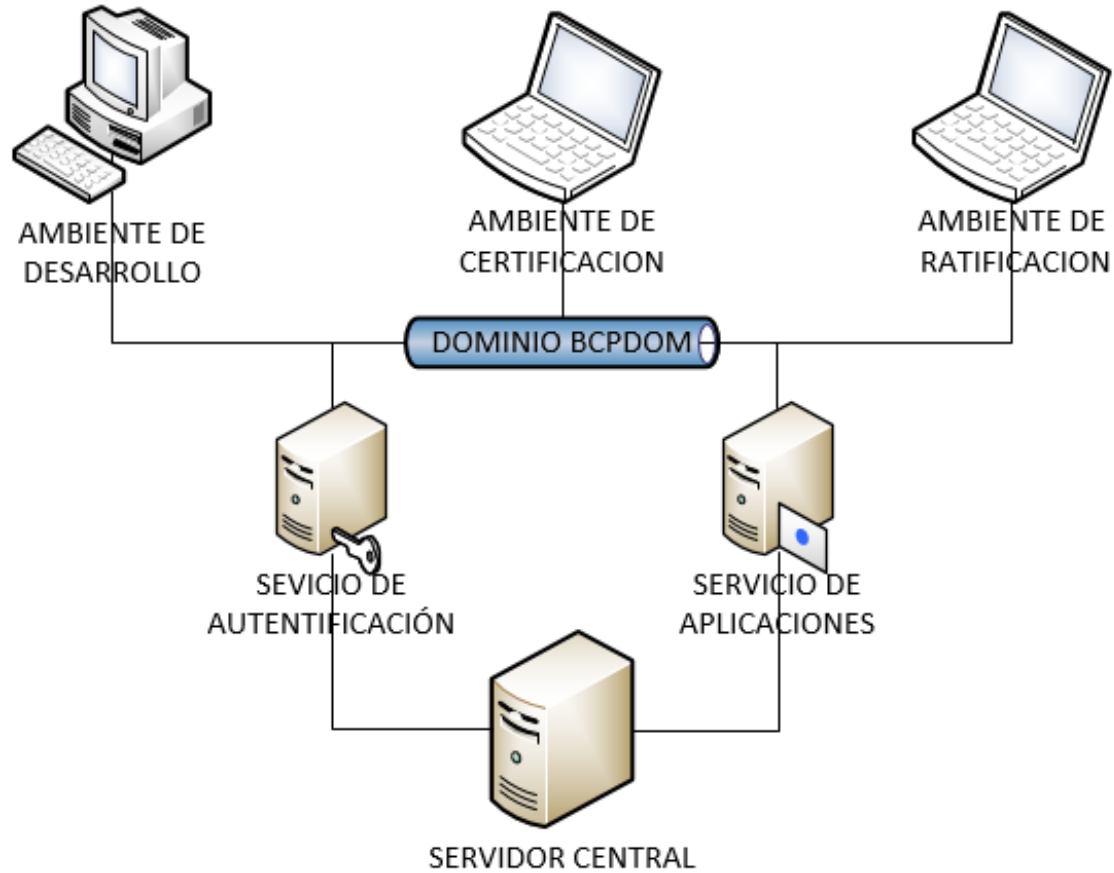 AMBIENTE DE
DESARROLLO
AMBIENTE DE
CERTIFICACION
AMBIENTE DE
RATIFICACION
DOMINIO BCPDOM
SEVICIO DE
AUTENTIFICACIÓN
SERVICIO DE
APLICACIONES
SERVIDOR CENTRAL